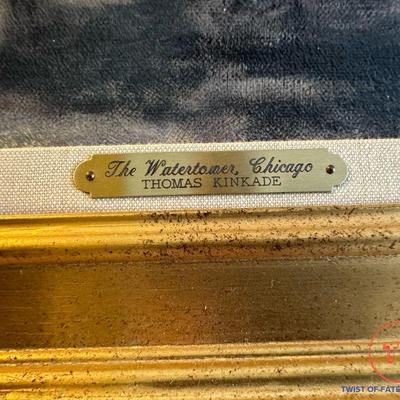 The Watertower, Chicago
THOMAS KINKADE
TWIST OF-FATE